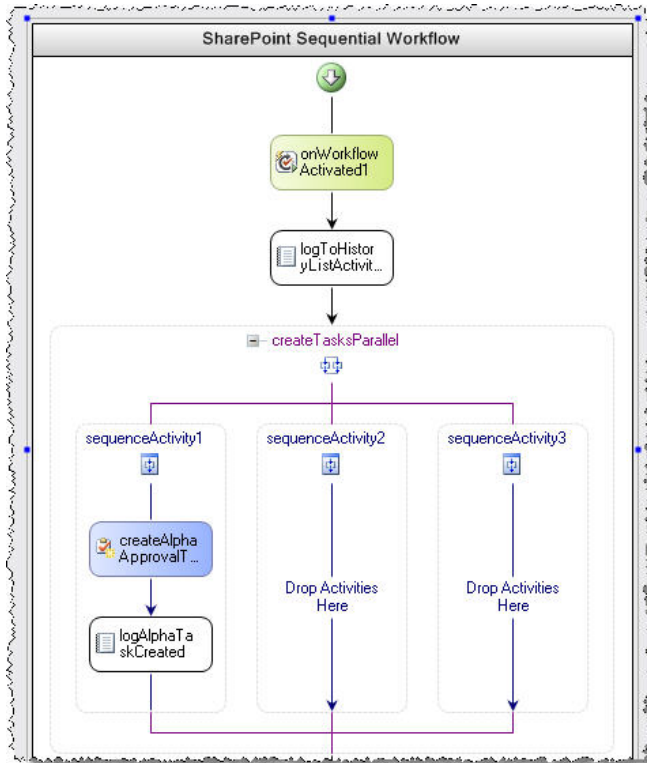 SharePoint Sequential Workflow
onWorkflow
Activated1
logToHistor
yListActivit...
createTasksParallel
sequenceActivity1
createAlpha
ApprovalT...
logAlphaTa
skCreated
sequenceActivity2
Drop Activities
Here
sequenceActivity3
Drop Activities
Here